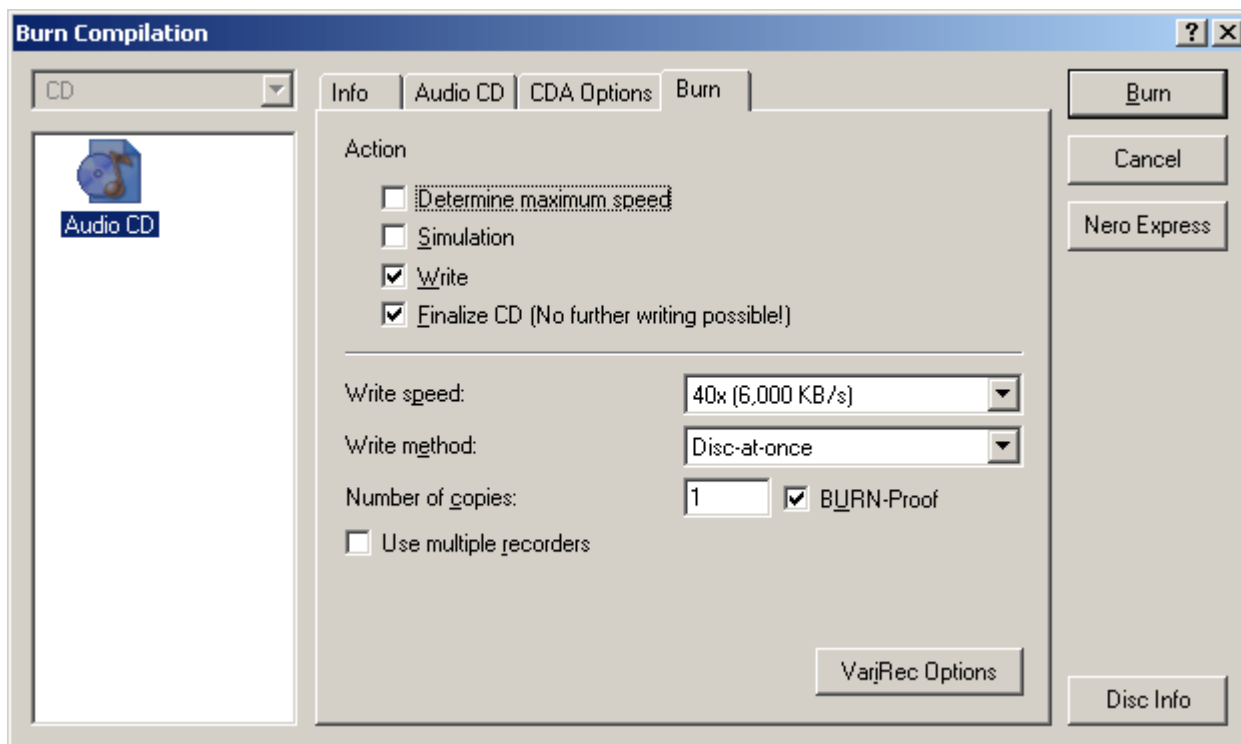 Burn Compilation
CD
Audio CD
Info Audio CD CDA Options Burn
Action
Determine maximum speed
Simulation
Write
Finalize CD (No further writing possible!)
Write speed: 40x (6,000 KB/s)
Write method: Disc-at-once
Number of copies: 1 BURN-Proof
Use multiple recorders
VariRec Options
Burn
Cancel
Nero Express
Disc Info